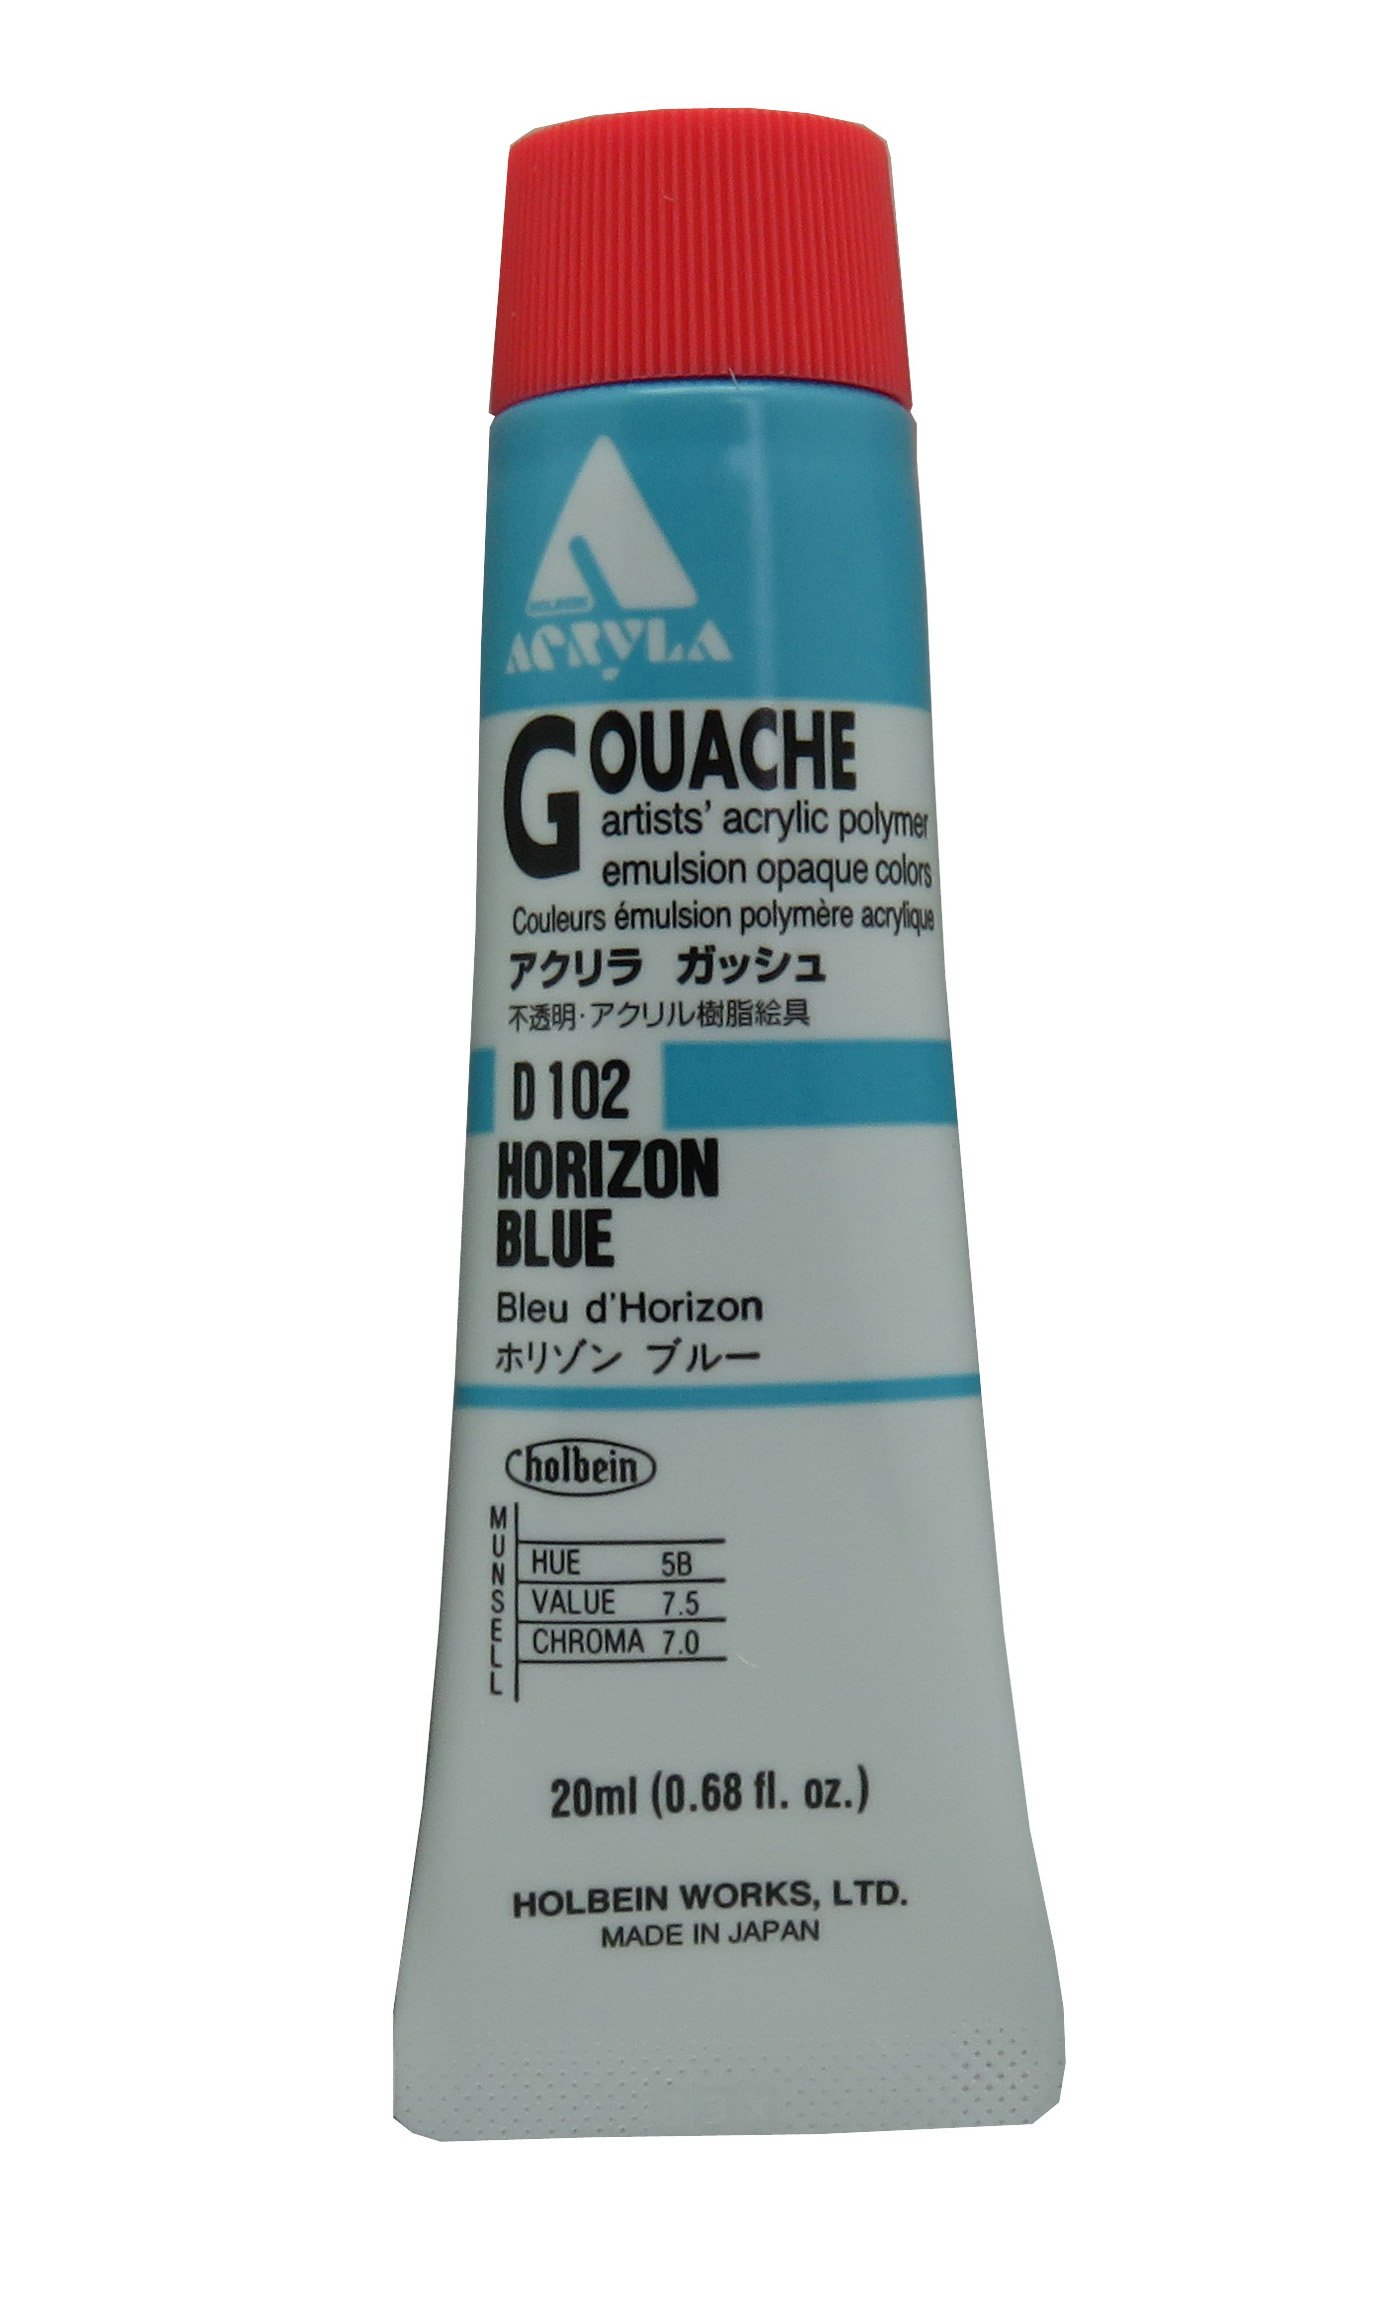 ACRYLA
GOUACHE
artists' acrylic polymer
emulsion opaque colors
Couleurs émulsion polymère acrylique
アクリラ ガッシュ
不透明・アクリル樹脂絵具
D 102
HORIZON
BLUE
Bleu d'Horizon
ホリゾン ブルー
holbein
MUNSELL
HUE 5B
VALUE 7.5
CHROMA 7.0
20ml (0.68 fl. oz.)
HOLBEIN WORKS, LTD.
MADE IN JAPAN